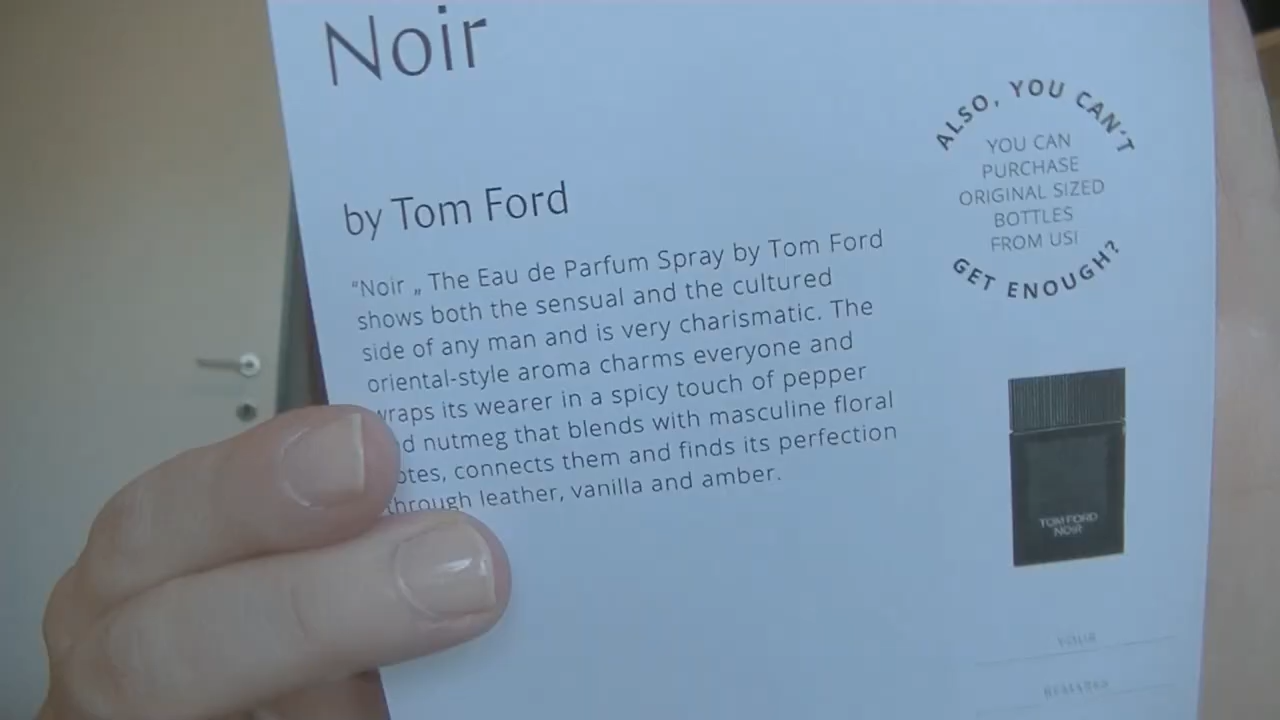 Noir
by Tom Ford
"Noir „ The Eau de Parfum Spray by Tom Ford
shows both the sensual and the cultured
side of any man and is very charismatic. The
oriental-style aroma charms everyone and
wraps its wearer in a spicy touch of pepper
d nutmeg that blends with masculine floral
otes, connects them and finds its perfection
through leather, vanilla and amber.
ALSO, YOU CAN'T
YOU CAN
PURCHASE
ORIGINAL SIZED
BOTTLES
FROM US!
GET ENOUGH?
TOM FORD
NOIR